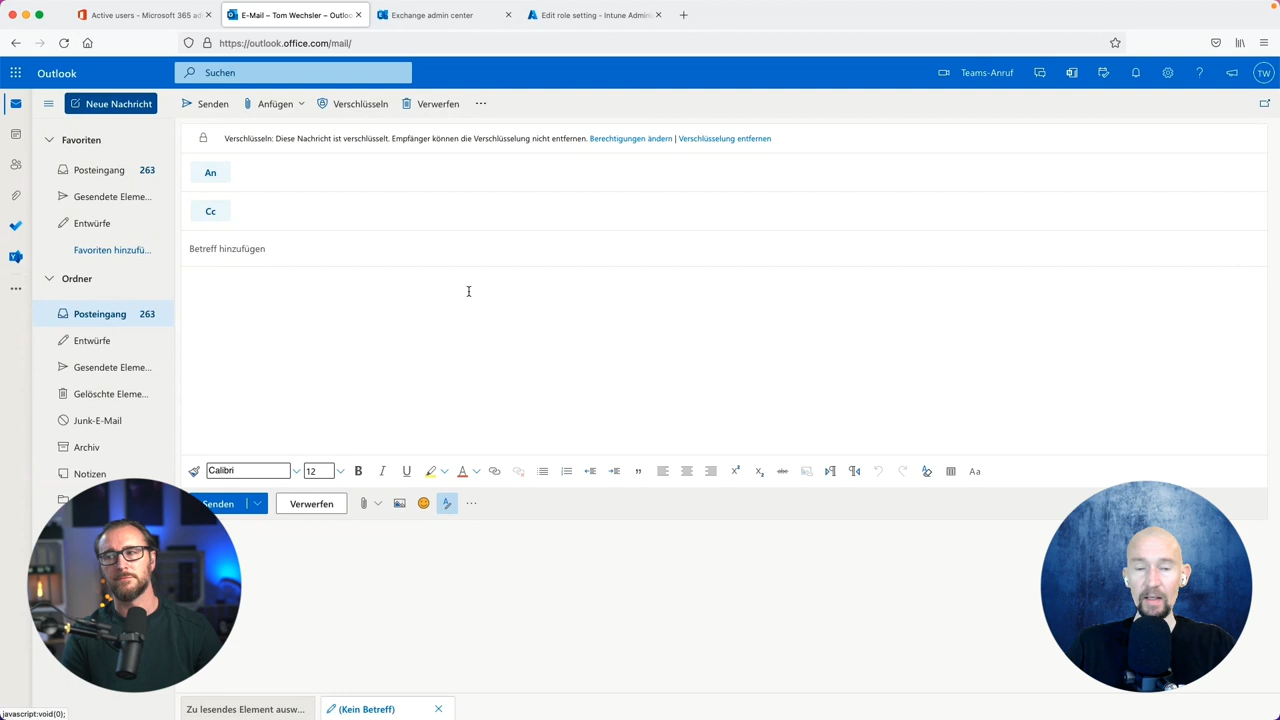 Active users - Microsoft 365 ad
E-Mail – Tom Wechsler – Outloo
Exchange admin center
Edit role setting - Intune Admin
https://outlook.office.com/mail/
Outlook
Suchen
Teams-Anruf
TW
Neue Nachricht
Senden
Anfügen
Verschlüsseln
Verwerfen
Favoriten
Posteingang 263
Gesendete Eleme...
Entwürfe
Favoriten hinzufü...
Ordner
Posteingang 263
Entwürfe
Gesendete Eleme...
Gelöschte Eleme...
Junk-E-Mail
Archiv
Notizen
Verschlüsseln: Diese Nachricht ist verschlüsselt. Empfänger können die Verschlüsselung nicht entfernen. Berechtigungen ändern | Verschlüsselung entfernen
An
Cc
Betreff hinzufügen
Calibri
12
B I U
Aa
Senden
Verwerfen
Zu lesendes Element ausw...
(Kein Betreff)
javascript:void(0);